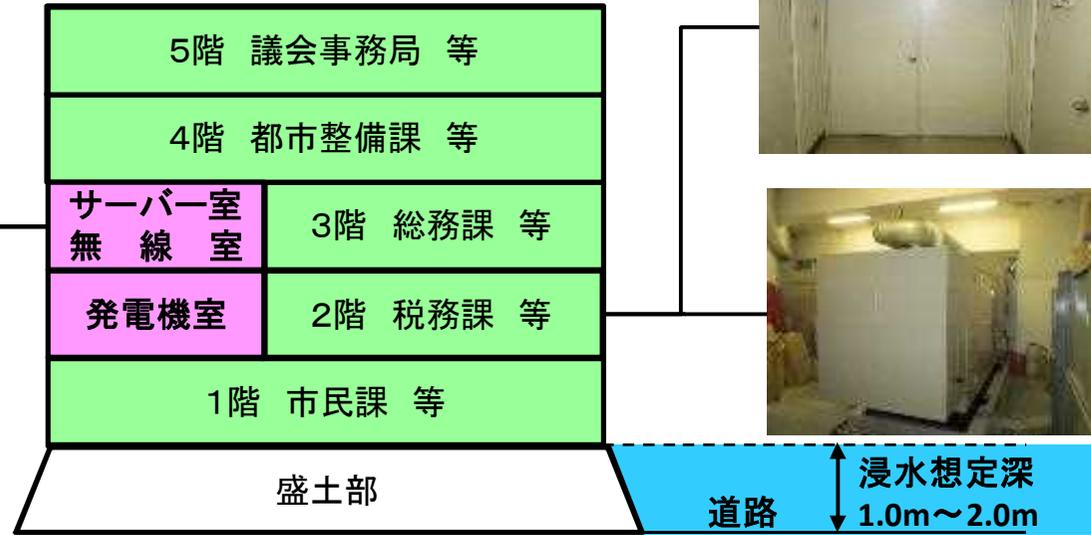 5階　議会事務局　等
4階　都市整備課　等
サーバー室
無　線　室
3階　総務課　等
発電機室
2階　税務課　等
1階　市民課　等
盛土部
道路
浸水想定深
1.0m～2.0m